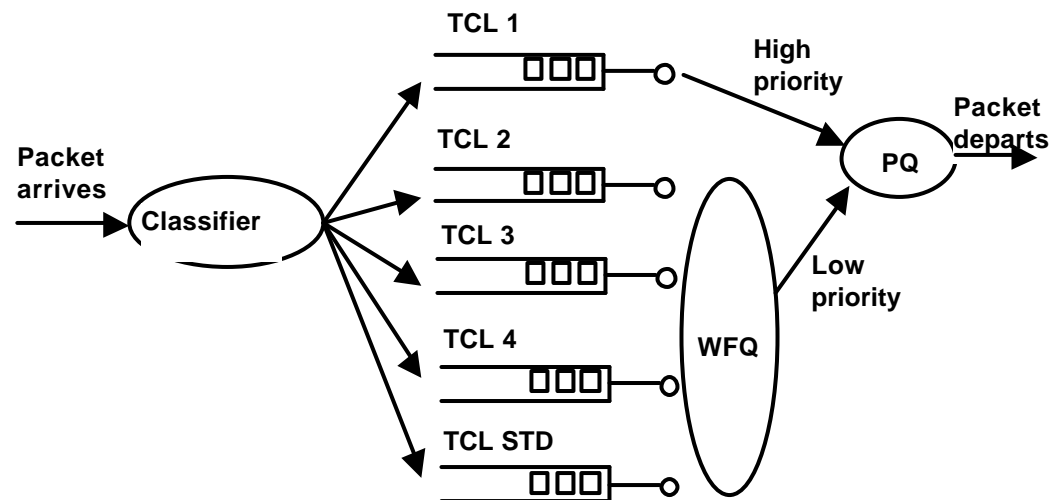 Packet
arrives
Classifier
TCL 1
TCL 2
TCL 3
TCL 4
TCL STD
WFQ
High
priority
Low
priority
PQ
Packet
departs